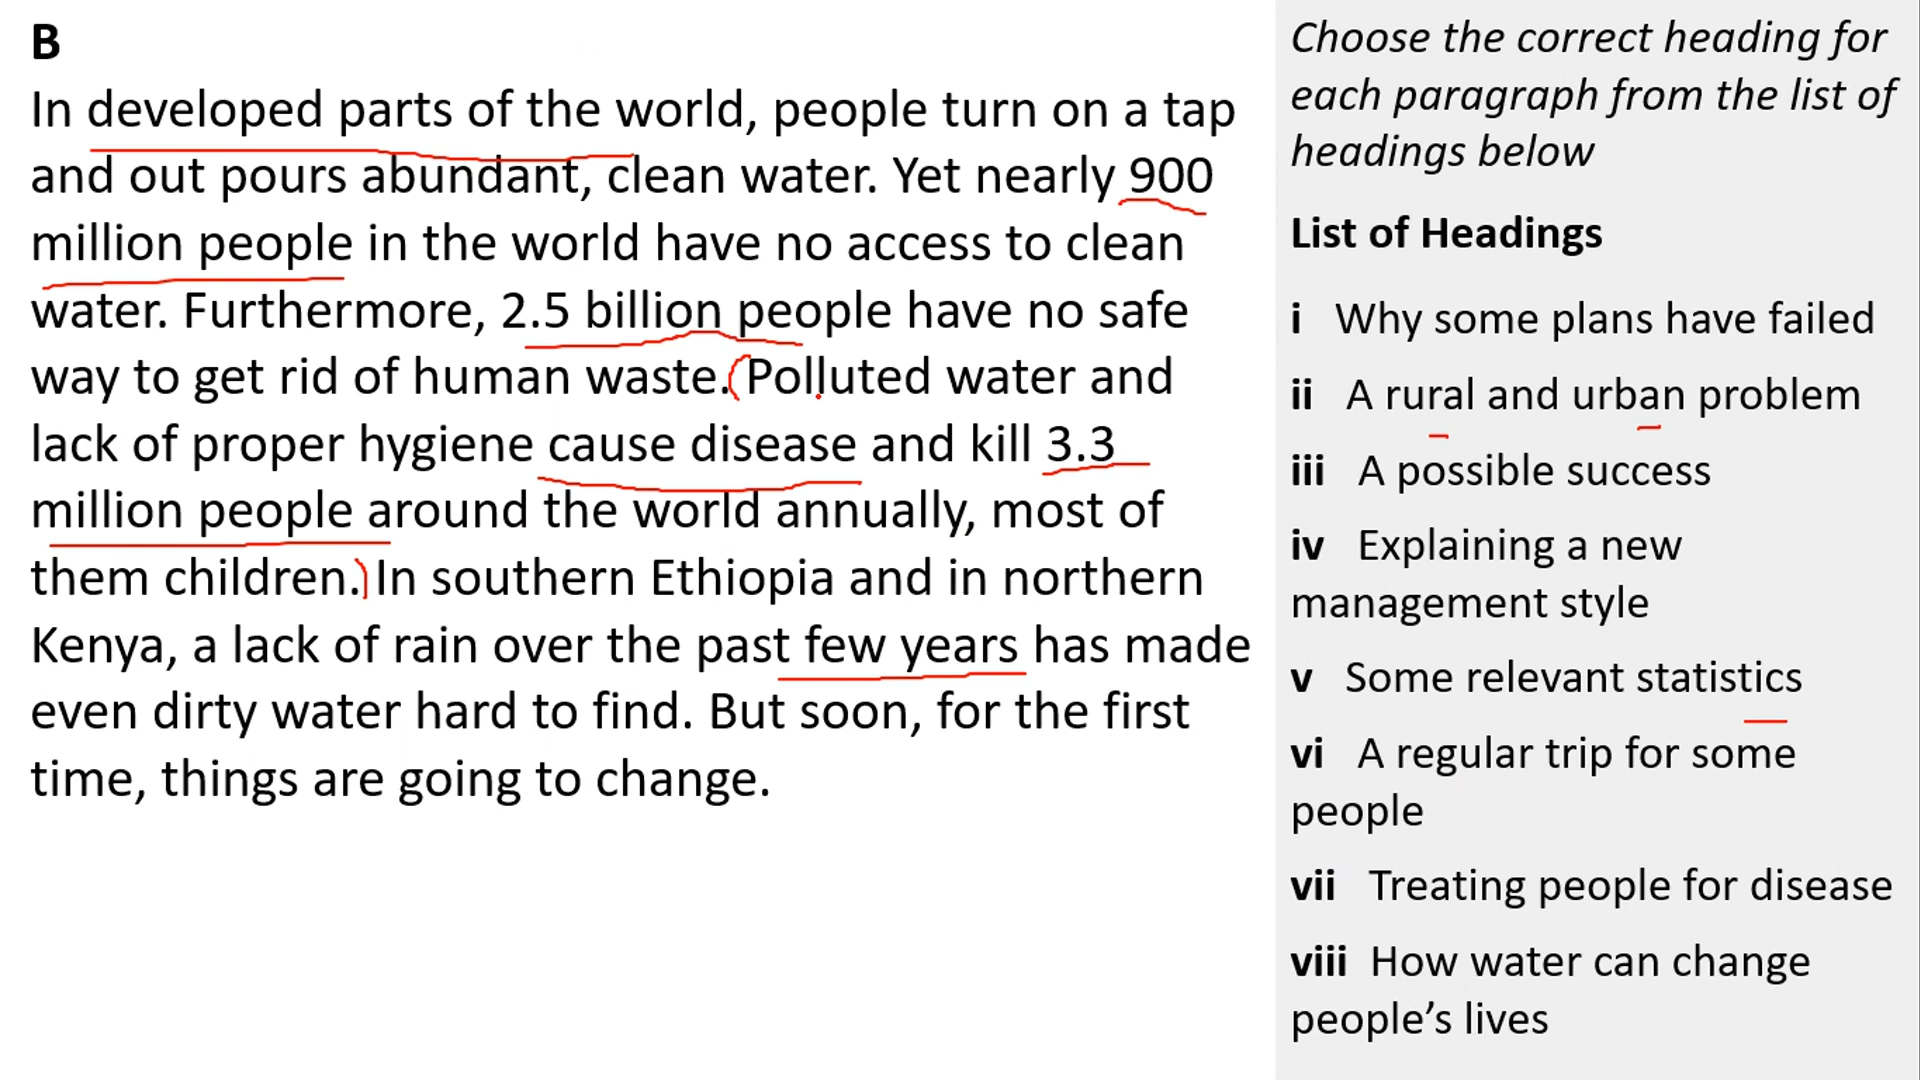 B
In developed parts of the world, people turn on a tap
and out pours abundant, clean water. Yet nearly 900
million people in the world have no access to clean
water. Furthermore, 2.5 billion people have no safe
way to get rid of human waste. Polluted water and
lack of proper hygiene cause disease and kill 3.3
million people around the world annually, most of
them children. In southern Ethiopia and in northern
Kenya, a lack of rain over the past few years has made
even dirty water hard to find. But soon, for the first
time, things are going to change.
Choose the correct heading for
each paragraph from the list of
headings below
List of Headings
i Why some plans have failed
ii A rural and urban problem
iii A possible success
iv Explaining a new
management style
v Some relevant statistics
vi A regular trip for some
people
vii Treating people for disease
viii How water can change
people’s lives